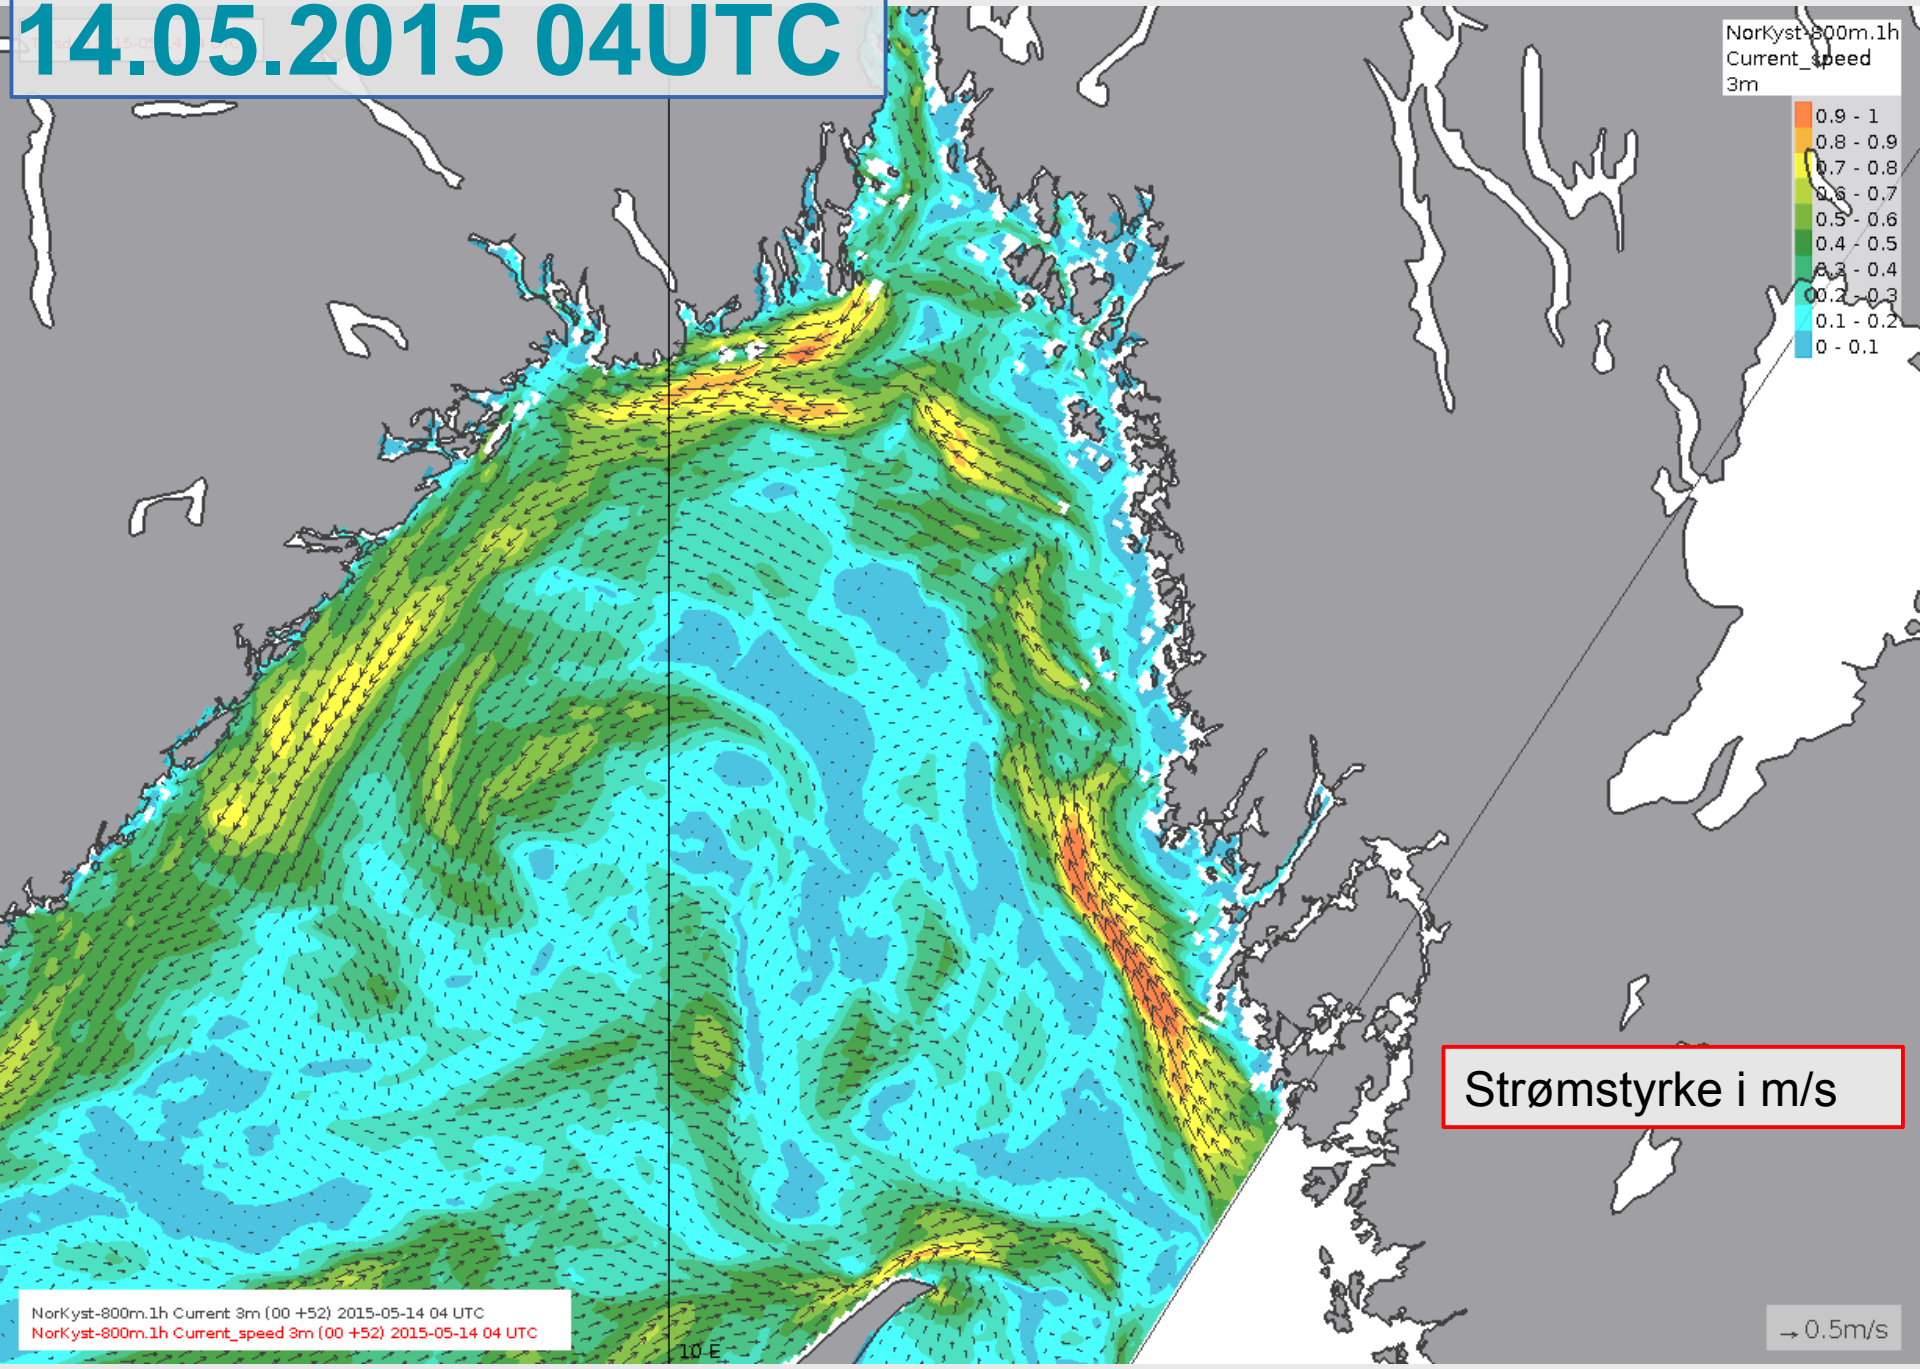 14.05.2015 04UTC
NorKyst-800m.1h
Current_speed
3m
0.9 - 1
0.8 - 0.9
0.7 - 0.8
0.6 - 0.7
0.5 - 0.6
0.4 - 0.5
0.3 - 0.4
0.2 - 0.3
0.1 - 0.2
0 - 0.1
Strømstyrke i m/s
NorKyst-800m.1h Current 3m (00 +52) 2015-05-14 04 UTC
NorKyst-800m.1h Current_speed 3m (00 +52) 2015-05-14 04 UTC
10 E
→ 0.5m/s